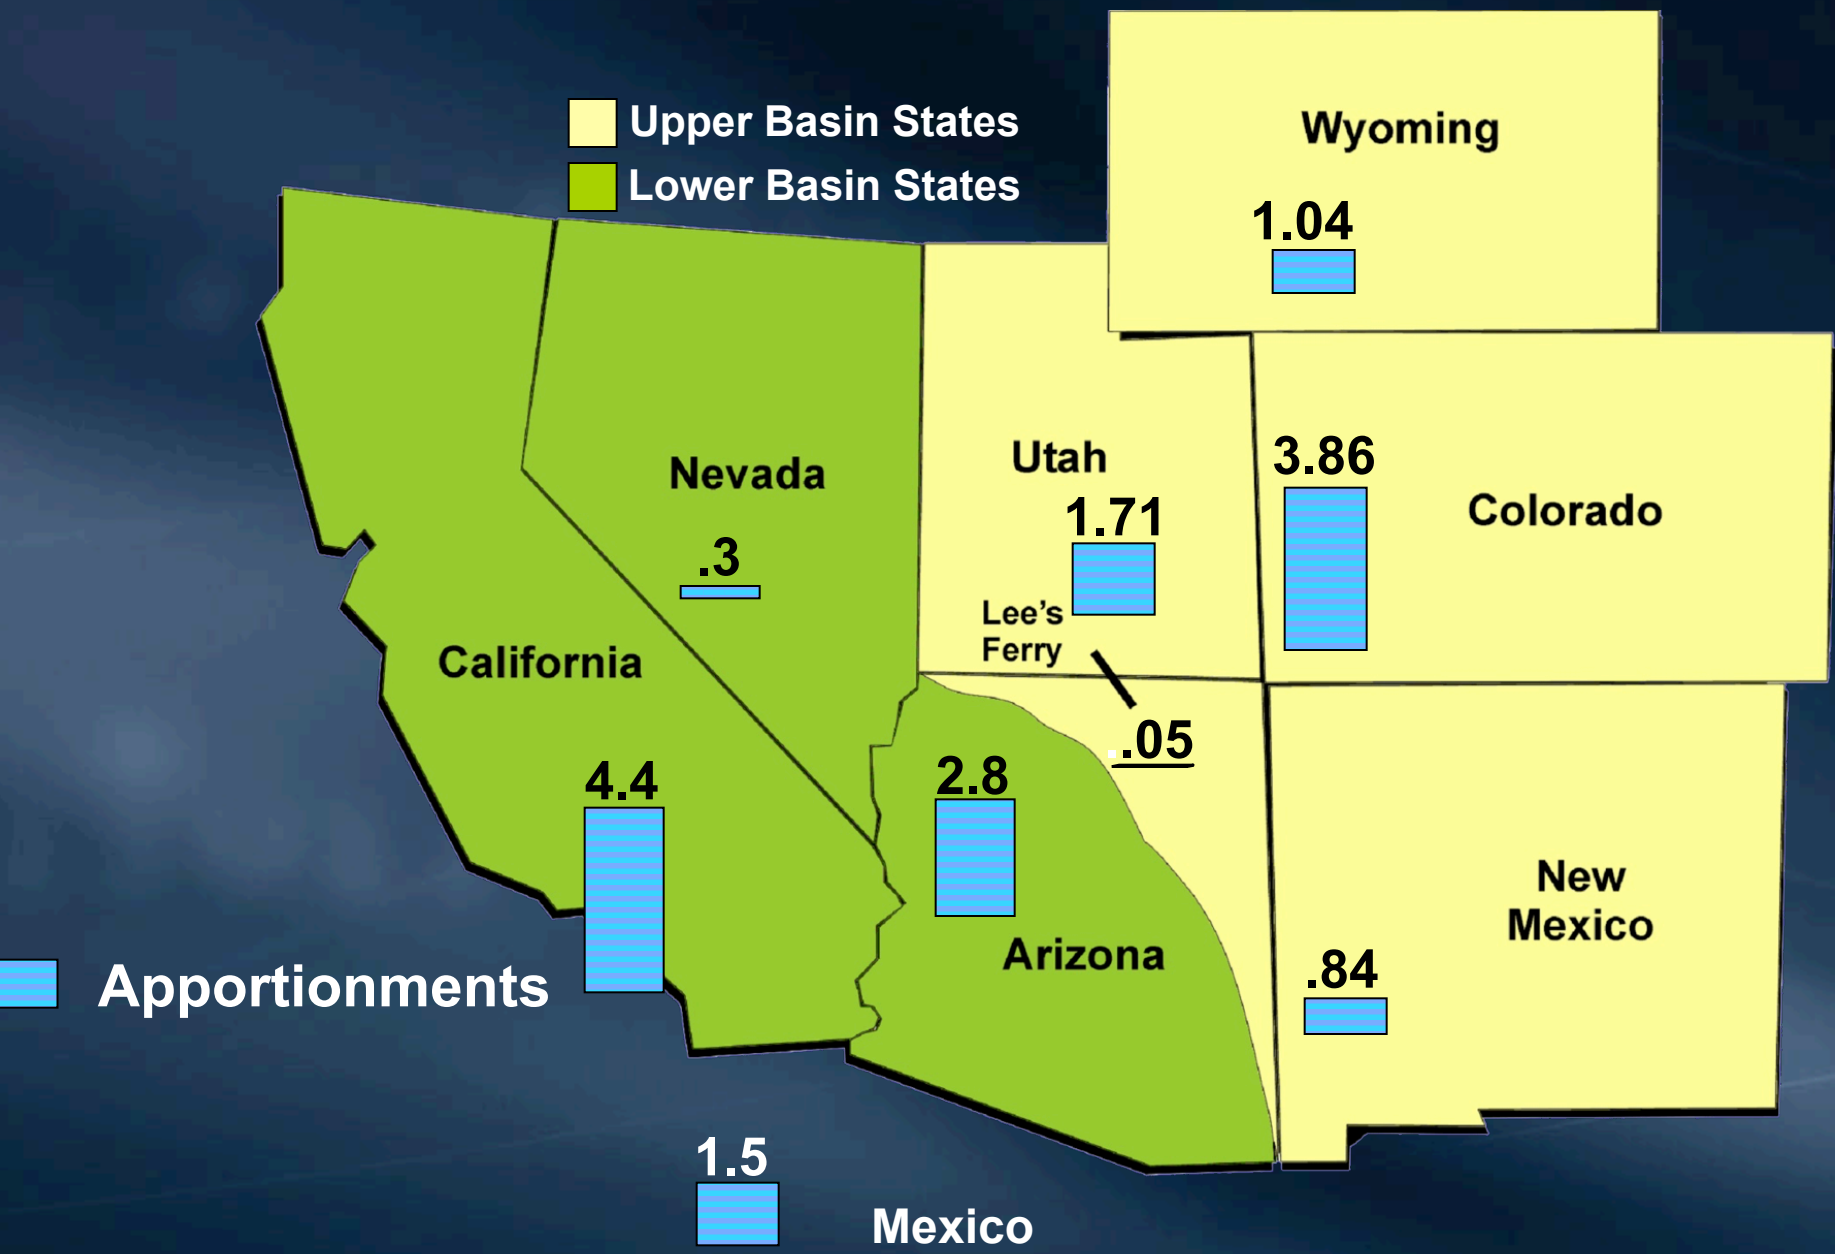 Upper Basin States
Lower Basin States
Wyoming
1.04
Utah
1.71
3.86
Colorado
Nevada
.3
Lee's
Ferry
California
..05
4.4
2.8
Arizona
New
Mexico
.84
Apportionments
1.5
Mexico